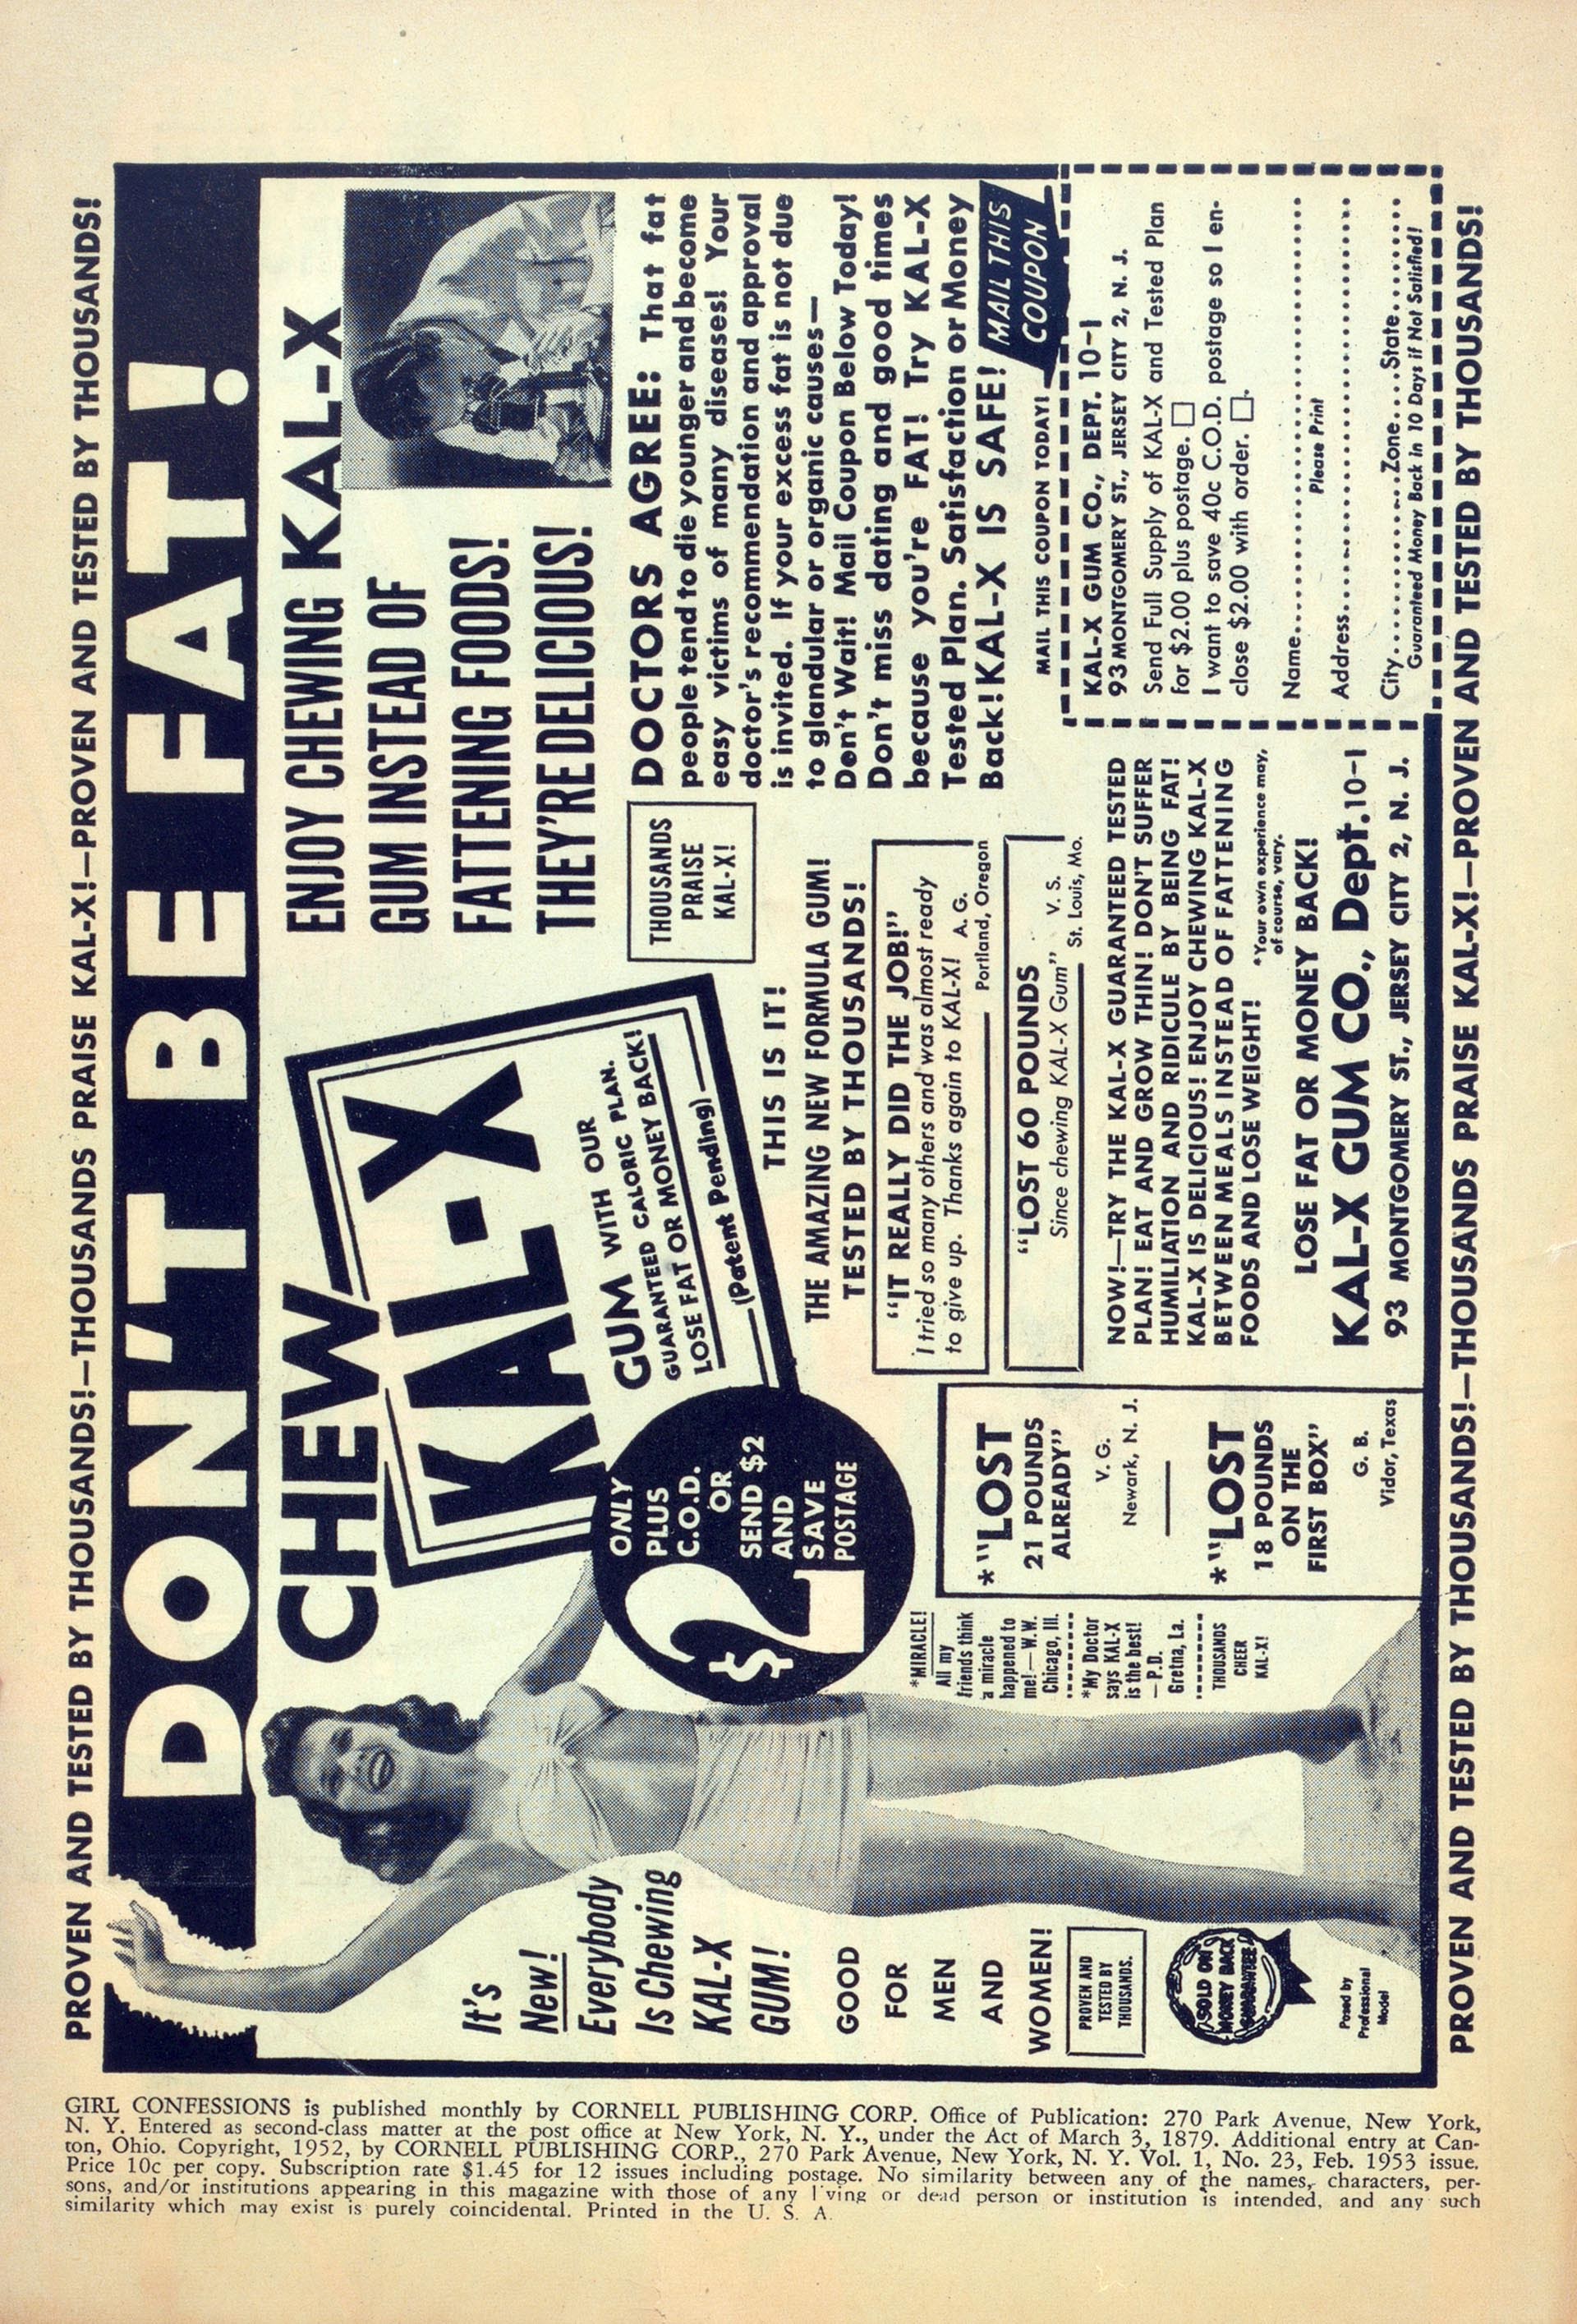 PROVEN AND TESTED BY THOUSANDS!—THOUSANDS PRAISE KAL-X!—PROVEN AND TESTED BY THOUSANDS!
DON'T BE FAT!
CHEW
KAL-X
GUM WITH OUR
GUARANTEED CALORIC PLAN.
LOSE FAT OR MONEY BACK!
(Patent Pending)
ENJOY CHEWING KAL-X
GUM INSTEAD OF
FATTENING FOODS!
THEY'RE DELICIOUS!
It's
New!
Everybody
Is Chewing
KAL-X
GUM!
GOOD
FOR
MEN
AND
WOMEN!
PROVEN AND
TESTED BY
THOUSANDS.
SOLD ON
MONEY BACK
GUARANTEE
Posed by
Professional
Model
$2
ONLY
PLUS
C.O.D.
OR
SEND $2
AND
SAVE
POSTAGE
*MIRACLE!
All my
friends think
a miracle
happened to
me!—W.W.
Chicago, Ill.
*My Doctor
says KAL-X
is the best!
—P.D.
Gretna, La.
THOUSANDS
CHEER
KAL-X!
*"LOST
21 POUNDS
ALREADY"
V. G.
Newark, N. J.
*"LOST
18 POUNDS
ON THE
FIRST BOX"
G. B.
Vidor, Texas
THOUSANDS
PRAISE
KAL-X!
THIS IS IT!
THE AMAZING NEW FORMULA GUM!
TESTED BY THOUSANDS!
"IT REALLY DID THE JOB!"
I tried so many others and was almost ready
to give up. Thanks again to KAL-X! A. G.
Portland, Oregon
"LOST 60 POUNDS
Since chewing KAL-X Gum" V. S.
St. Louis, Mo.
NOW!—TRY THE KAL-X GUARANTEED TESTED
PLAN! EAT AND GROW THIN! DON'T SUFFER
HUMILIATION AND RIDICULE BY BEING FAT!
KAL-X IS DELICIOUS! ENJOY CHEWING KAL-X
BETWEEN MEALS INSTEAD OF FATTENING
FOODS AND LOSE WEIGHT!
*Your own experience may,
of course, vary.
LOSE FAT OR MONEY BACK!
KAL-X GUM CO., Dept. 10-1
93 MONTGOMERY ST., JERSEY CITY 2, N. J.
DOCTORS AGREE: That fat
people tend to die younger and become
easy victims of many diseases! Your
doctor's recommendation and approval
is invited. If your excess fat is not due
to glandular or organic causes—
Don't Wait! Mail Coupon Below Today!
Don't miss dating and good times
because you're FAT! Try KAL-X
Tested Plan. Satisfaction or Money
Back! KAL-X IS SAFE!
MAIL THIS
COUPON
MAIL THIS COUPON TODAY!
KAL-X GUM CO., DEPT. 10-1
93 MONTGOMERY ST., JERSEY CITY 2, N. J.
Send Full Supply of KAL-X and Tested Plan
for $2.00 plus postage. □
I want to save 40c C.O.D. postage so I en-
close $2.00 with order. □.
Name
Please Print
Address
City Zone State
Guaranteed Money Back in 10 Days if Not Satisfied!
PROVEN AND TESTED BY THOUSANDS!—THOUSANDS PRAISE KAL-X!—PROVEN AND TESTED BY THOUSANDS!
GIRL CONFESSIONS is published monthly by CORNELL PUBLISHING CORP. Office of Publication: 270 Park Avenue, New York,
N. Y. Entered as second-class matter at the post office at New York, N. Y., under the Act of March 3, 1879. Additional entry at Can-
ton, Ohio. Copyright, 1952, by CORNELL PUBLISHING CORP., 270 Park Avenue, New York, N. Y. Vol. 1, No. 23, Feb. 1953 issue.
Price 10c per copy. Subscription rate $1.45 for 12 issues including postage. No similarity between any of the names, characters, per-
sons, and/or institutions appearing in this magazine with those of any living or dead person or institution is intended, and any such
similarity which may exist is purely coincidental. Printed in the U. S. A.